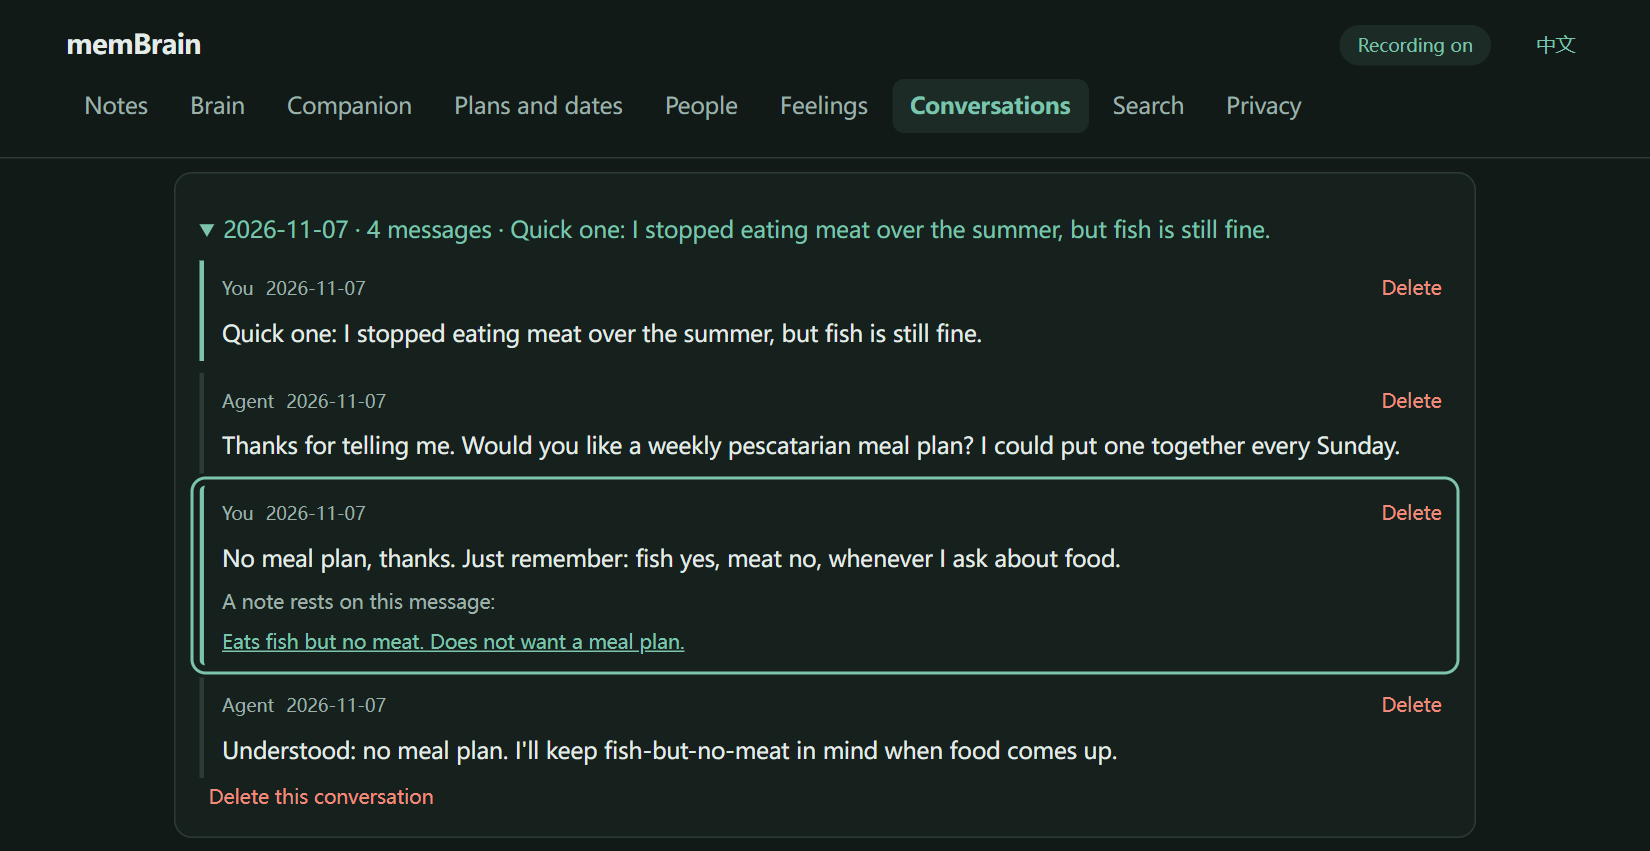 memBrain
Recording on
中文
Notes
Brain
Companion
Plans and dates
People
Feelings
Conversations
Search
Privacy
▼ 2026-11-07 · 4 messages · Quick one: I stopped eating meat over the summer, but fish is still fine.
You 2026-11-07
Delete
Quick one: I stopped eating meat over the summer, but fish is still fine.
Agent 2026-11-07
Delete
Thanks for telling me. Would you like a weekly pescatarian meal plan? I could put one together every Sunday.
You 2026-11-07
Delete
No meal plan, thanks. Just remember: fish yes, meat no, whenever I ask about food.
A note rests on this message:
Eats fish but no meat. Does not want a meal plan.
Agent 2026-11-07
Delete
Understood: no meal plan. I'll keep fish-but-no-meat in mind when food comes up.
Delete this conversation